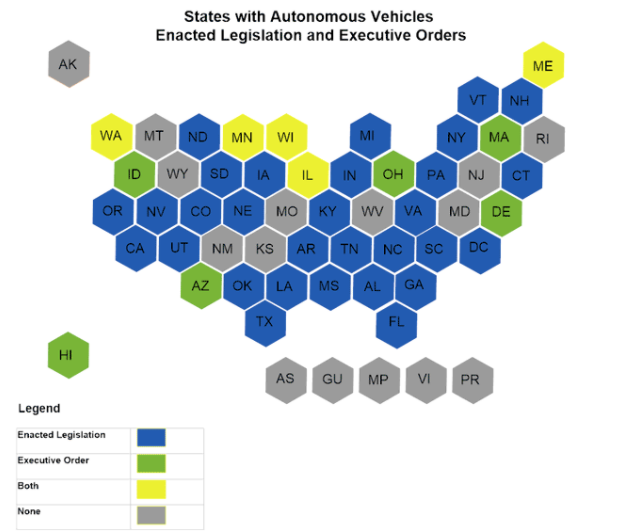 States with Autonomous Vehicles
Enacted Legislation and Executive Orders
AK
ME
VT NH
WA MT ND MN WI MI NY MA RI
ID WY SD IA IL IN OH PA NJ CT
OR NV CO NE MO KY WV VA MD DE
CA UT NM KS AR TN NC SC DC
AZ OK LA MS AL GA
TX FL
HI
AS GU MP VI PR
Legend
Enacted Legislation
Executive Order
Both
None